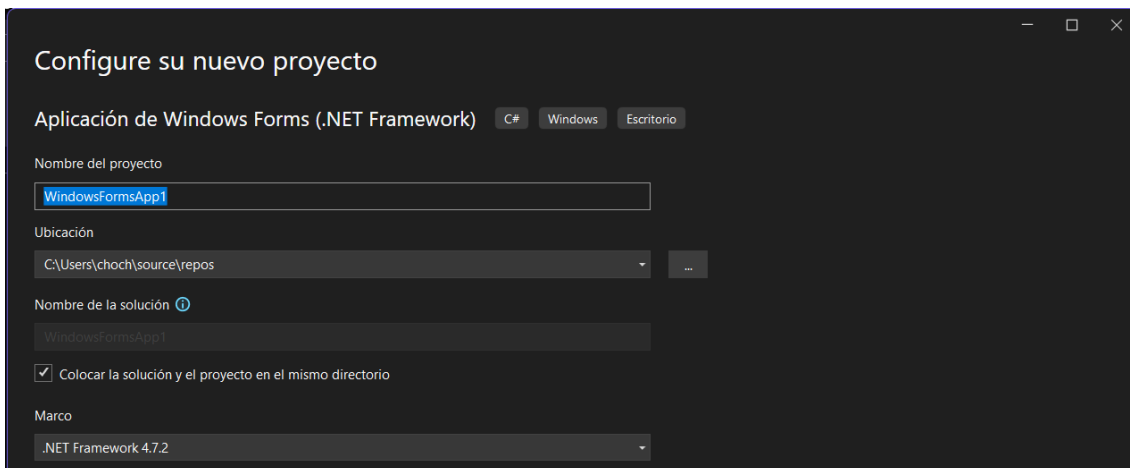 Configure su nuevo proyecto
Aplicación de Windows Forms (.NET Framework) C# Windows Escritorio
Nombre del proyecto
WindowsFormsApp1
Ubicación
C:\Users\choch\source\repos
...
Nombre de la solución
WindowsFormsApp1
Colocar la solución y el proyecto en el mismo directorio
Marco
.NET Framework 4.7.2